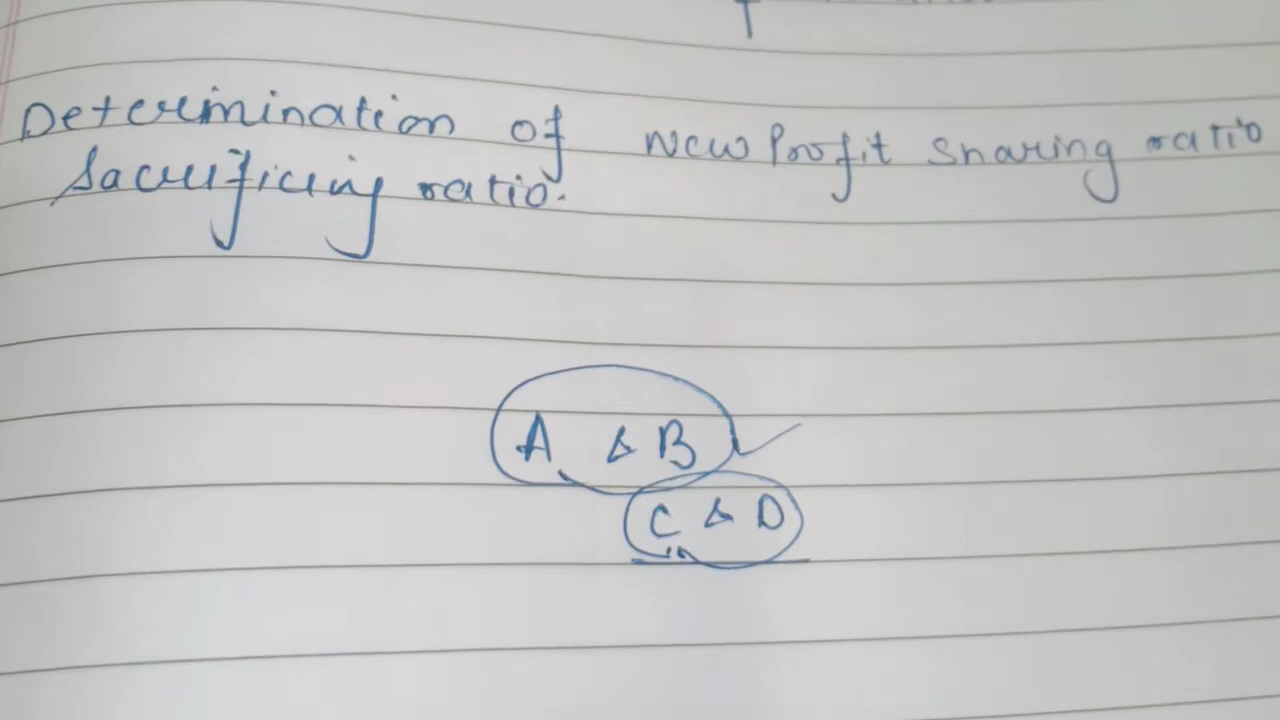 Determination of New Profit sharing ratio
Sacrificing ratio.
A & B
C & D